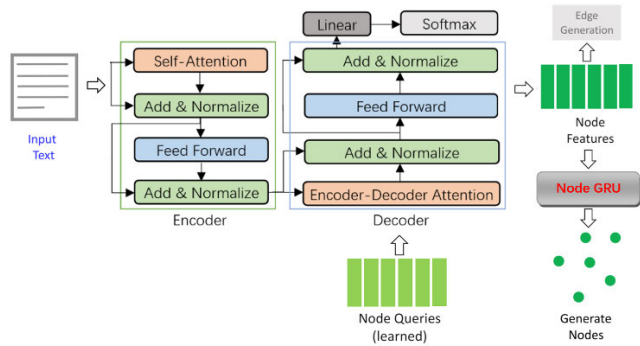 Input
Text
Self-Attention
Add & Normalize
Feed Forward
Add & Normalize
Encoder
Linear
Softmax
Add & Normalize
Feed Forward
Add & Normalize
Encoder-Decoder Attention
Decoder
Node Queries
(learned)
Edge
Generation
Node
Features
Node GRU
Generate
Nodes